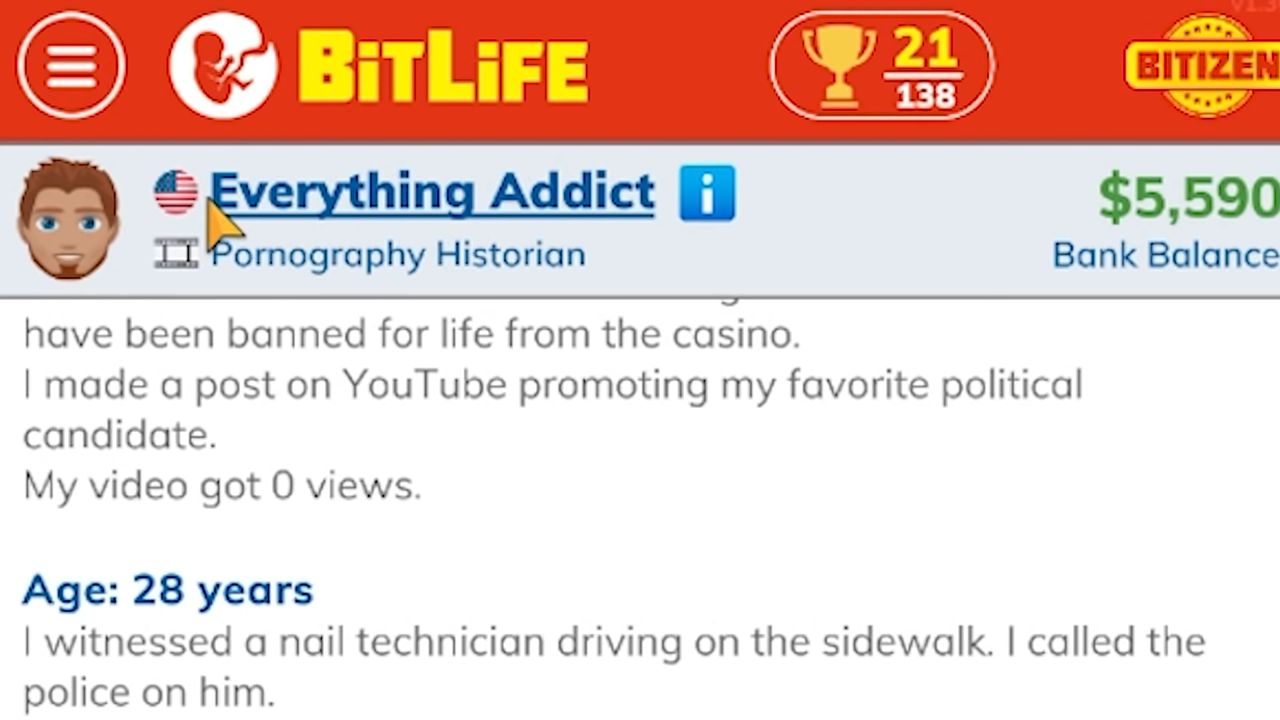 BITLIFE
21
138
BITIZEN
Everything Addict
$5,590
Pornography Historian
Bank Balance
have been banned for life from the casino.
I made a post on YouTube promoting my favorite political
candidate.
My video got 0 views.
Age: 28 years
I witnessed a nail technician driving on the sidewalk. I called the
police on him.